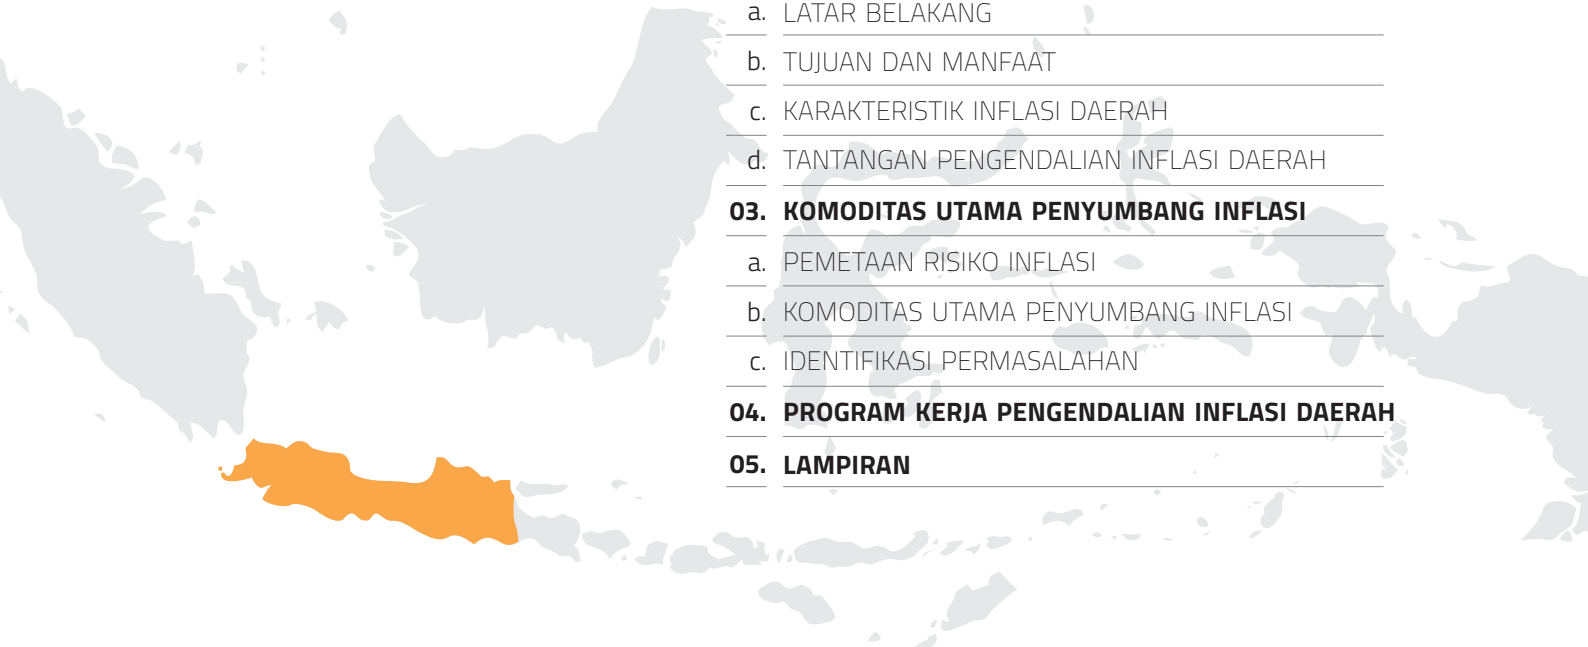 a. LATAR BELAKANG
b. TUJUAN DAN MANFAAT
c. KARAKTERISTIK INFLASI DAERAH
d. TANTANGAN PENGENDALIAN INFLASI DAERAH
03. KOMODITAS UTAMA PENYUMBANG INFLASI
a. PEMETAAN RISIKO INFLASI
b. KOMODITAS UTAMA PENYUMBANG INFLASI
c. IDENTIFIKASI PERMASALAHAN
04. PROGRAM KERJA PENGENDALIAN INFLASI DAERAH
05. LAMPIRAN